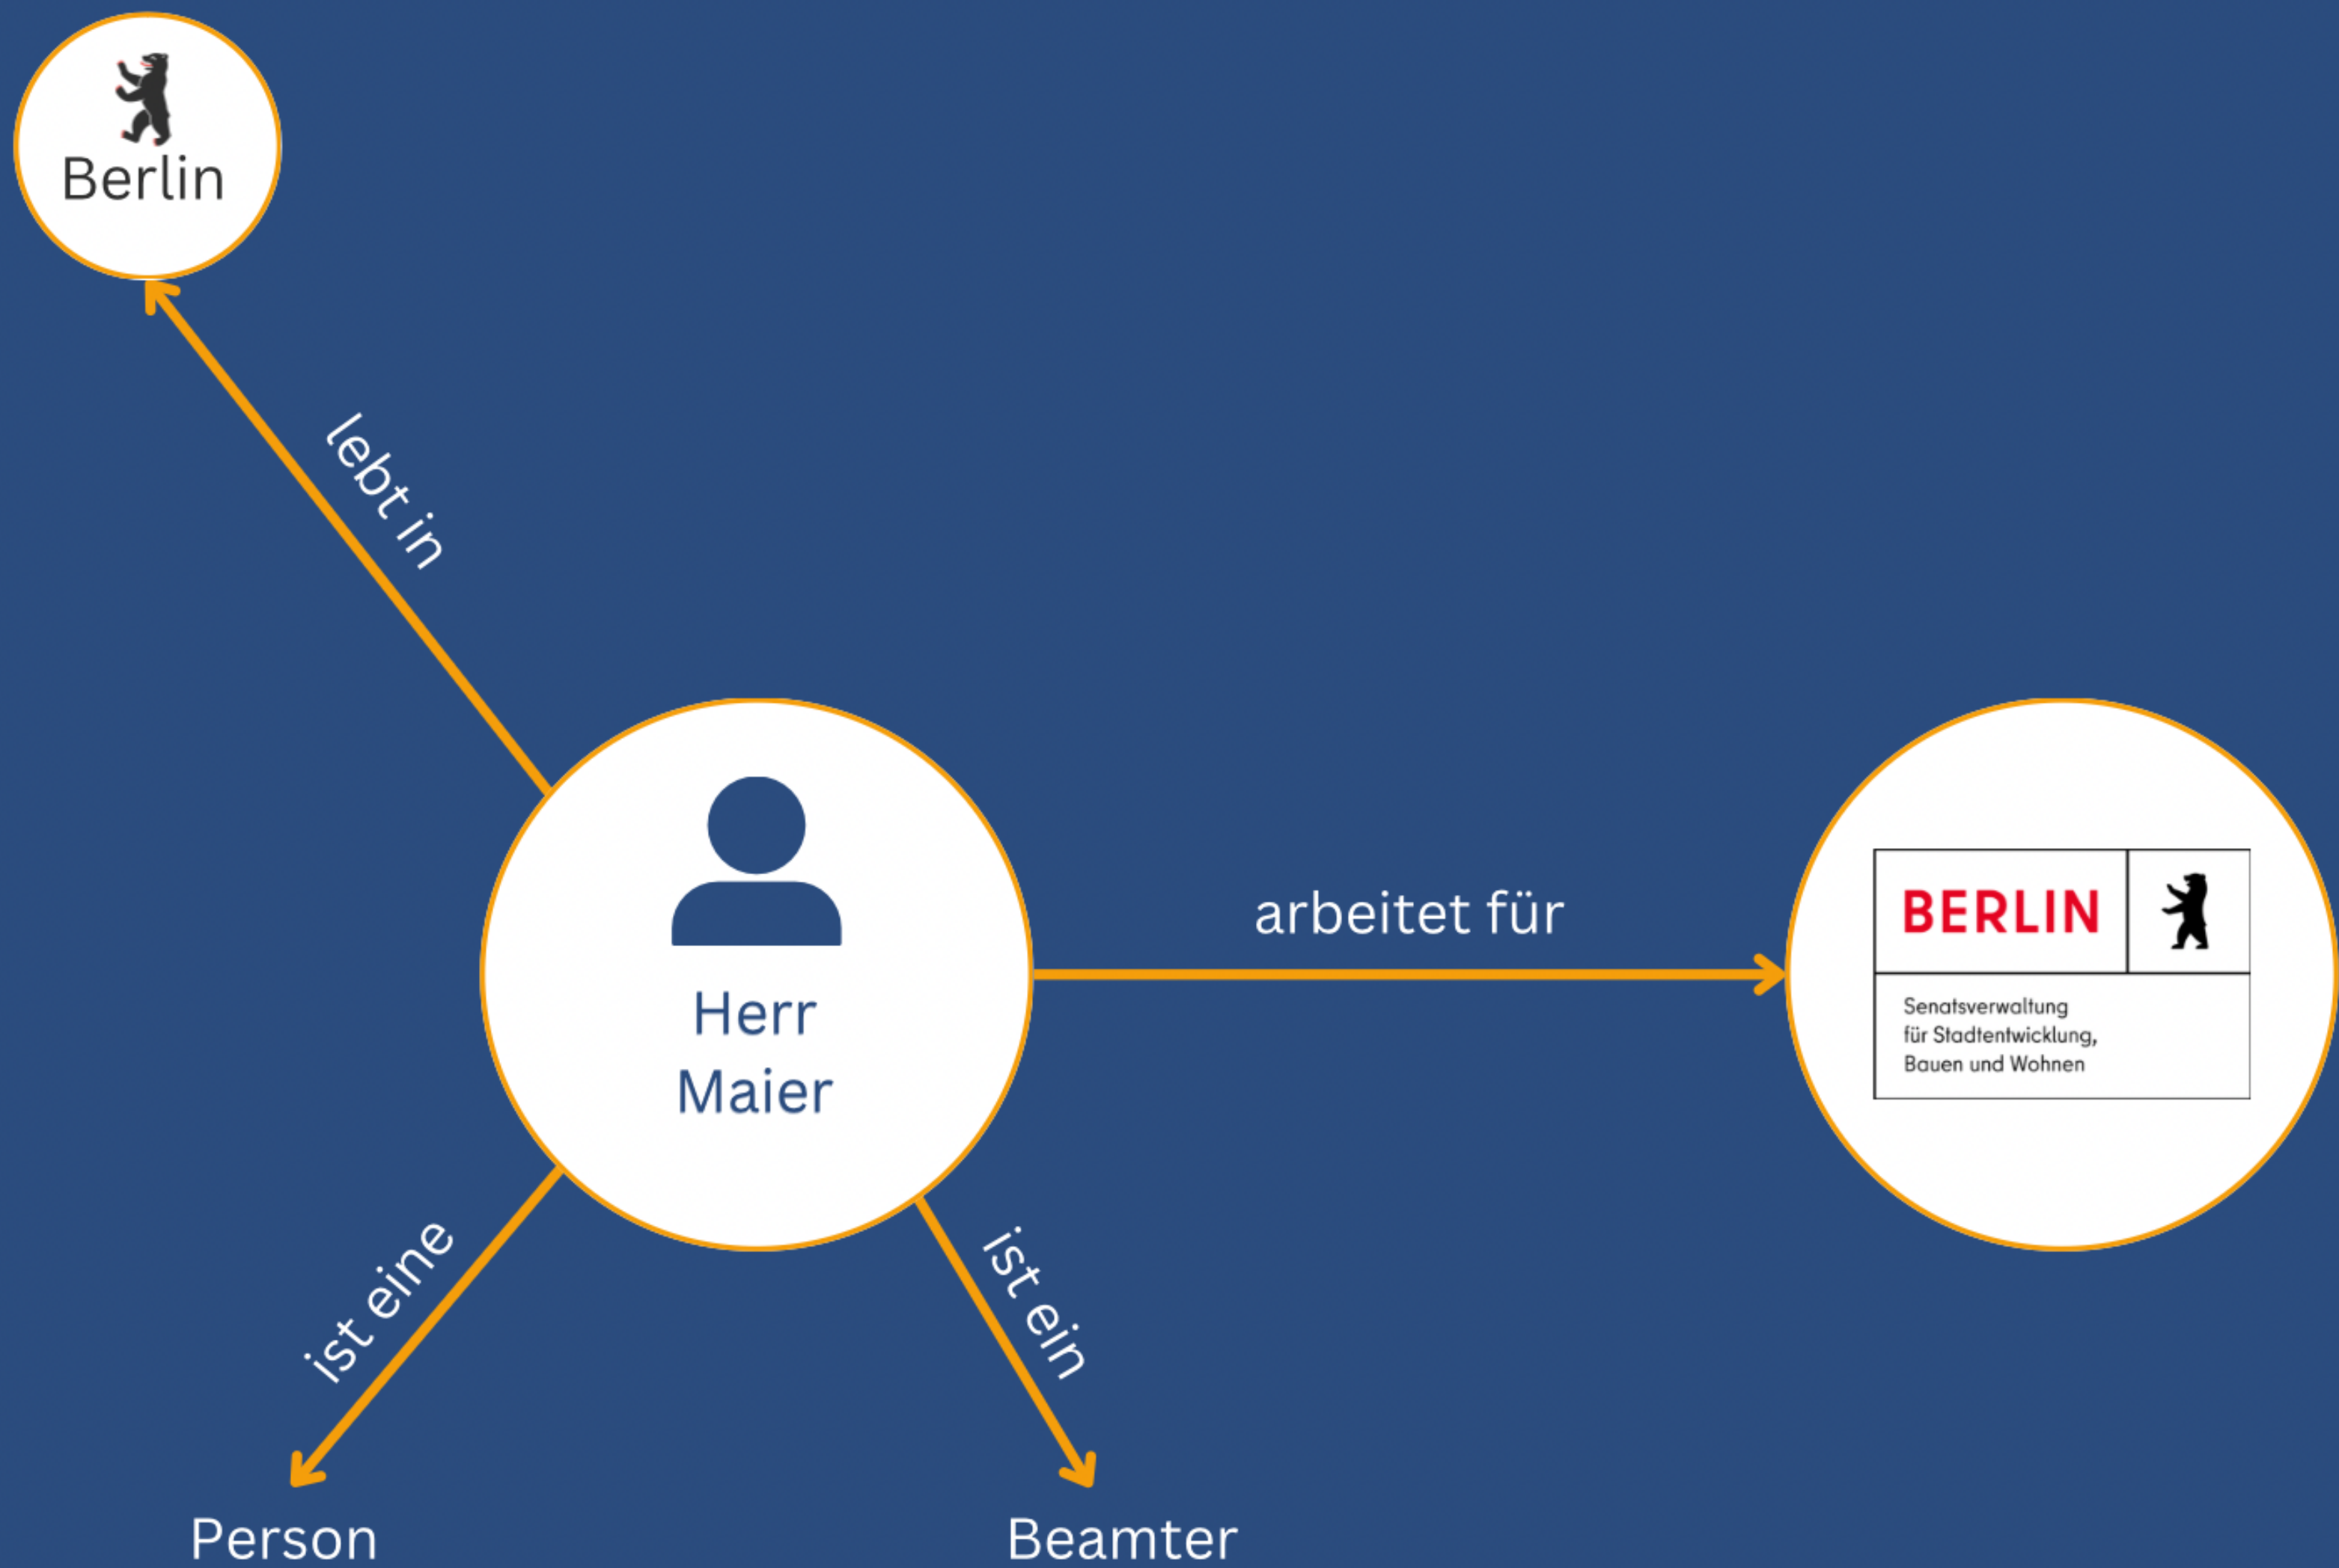 Berlin
lebt in
Herr
Maier
arbeitet für
BERLIN
Senatsverwaltung
für Stadtentwicklung,
Bauen und Wohnen
ist eine
ist ein
Person
Beamter